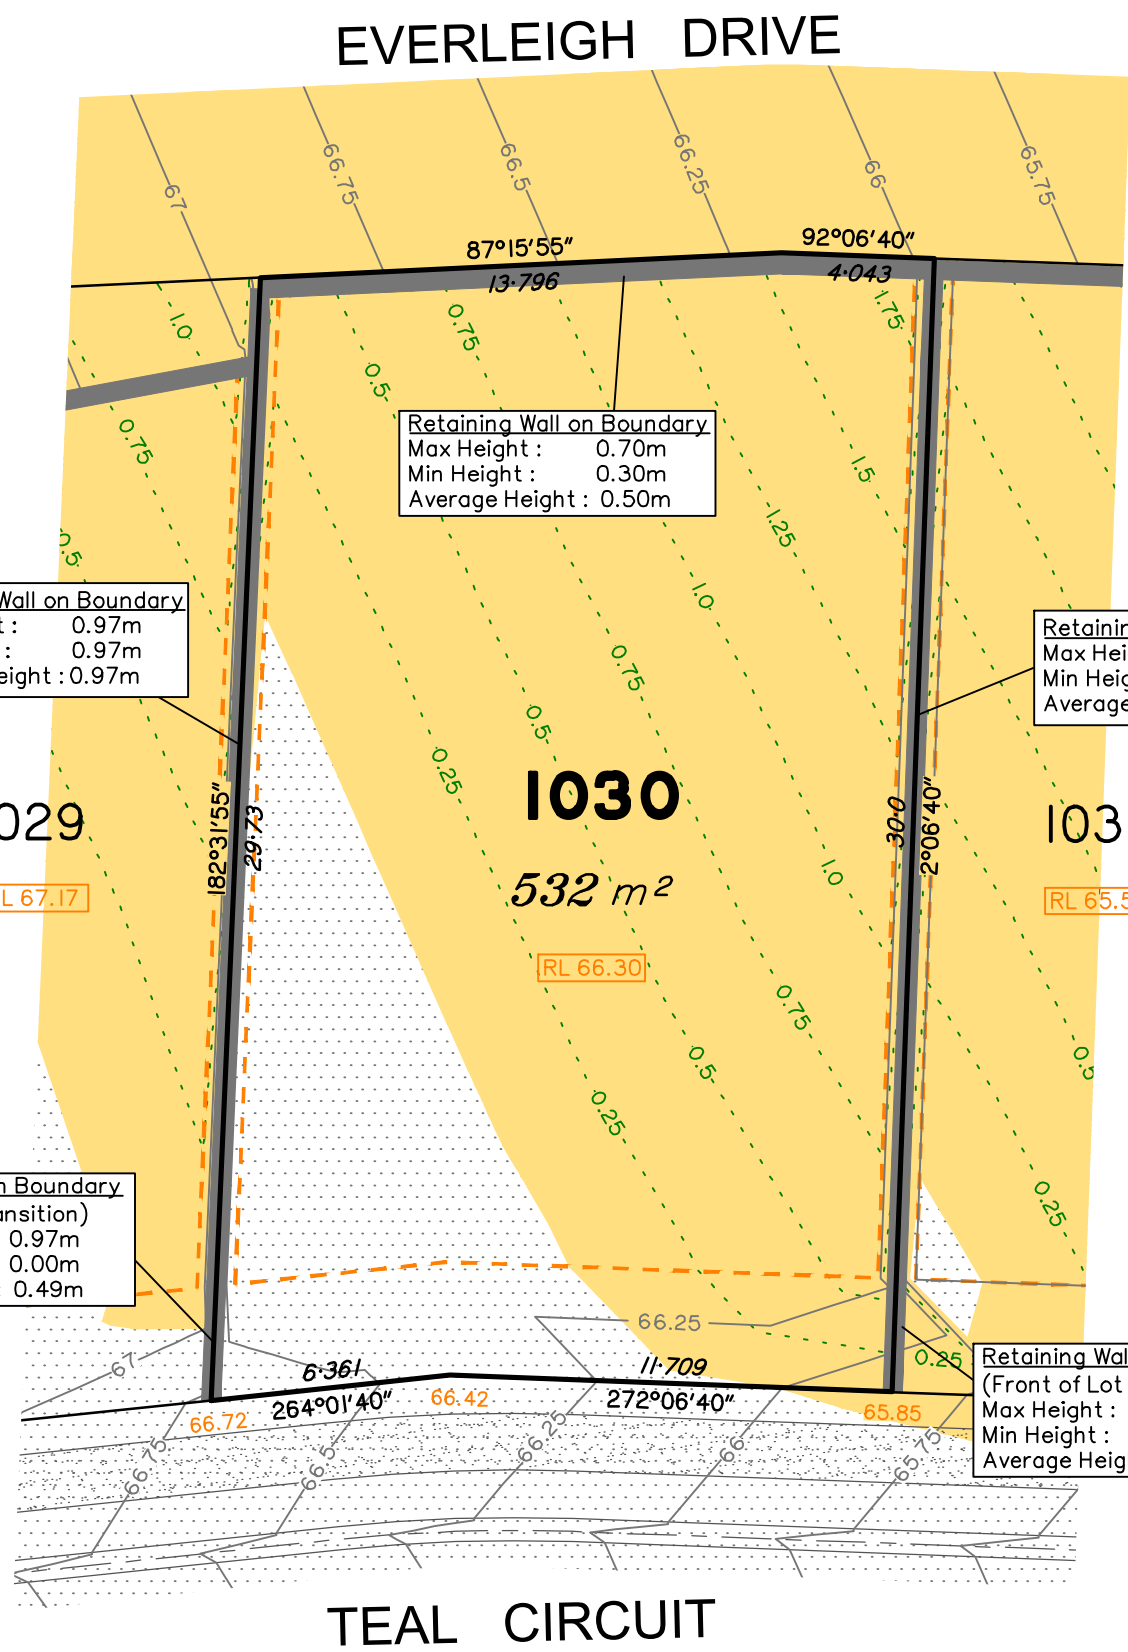 EVERLEIGH DRIVE
67
66.75
66.5
66.25
66
65.75
87°15'55"
92°06'40"
13·796
4·043
1.0
0.75
0.5
0.75
0.5
1.75
1.5
1.25
1.0
0.75
0.5
0.25
Retaining Wall on Boundary
Max Height : 0.70m
Min Height : 0.30m
Average Height : 0.50m
Wall on Boundary
t : 0.97m
: 0.97m
eight : 0.97m
Retainin
Max Hei
Min Heig
Average
182°31'55"
29·73
30·0
2°06'40"
1030
532 m²
RL 66.30
029
L 67.17
103
RL 65.5
1.0
0.75
0.5
0.25
0.5
0.25
n Boundary
ansition)
0.97m
0.00m
: 0.49m
66.25
67
6·361
11·709
264°01'40"
272°06'40"
66.72
66.42
65.85
0.25
Retaining Wal
(Front of Lot
Max Height :
Min Height :
Average Heig
66.75
66.5
66.25
66
65.75
TEAL CIRCUIT